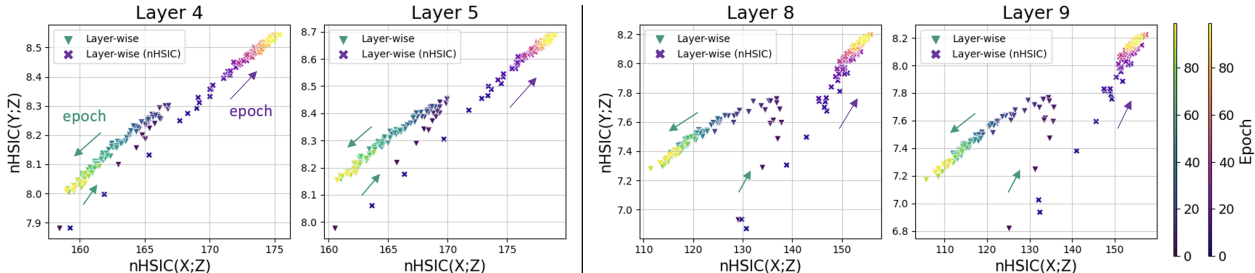 Layer 4
Layer 5
Layer 8
Layer 9
nHSIC(Y;Z)
8.5
8.4
8.3
8.2
8.1
8.0
7.9
160
165
170
175
nHSIC(X;Z)
Layer-wise
Layer-wise (nHSIC)
epoch
epoch
8.7
8.6
8.5
8.4
8.3
8.2
8.1
8.0
160
165
170
175
nHSIC(X;Z)
Layer-wise
Layer-wise (nHSIC)
nHSIC(Y;Z)
8.2
8.0
7.8
7.6
7.4
7.2
7.0
110
120
130
140
150
nHSIC(X;Z)
Layer-wise
Layer-wise (nHSIC)
8.2
8.0
7.8
7.6
7.4
7.2
7.0
6.8
110
120
130
140
150
nHSIC(X;Z)
Layer-wise
Layer-wise (nHSIC)
80
60
40
20
0
80
60
40
20
0
Epoch